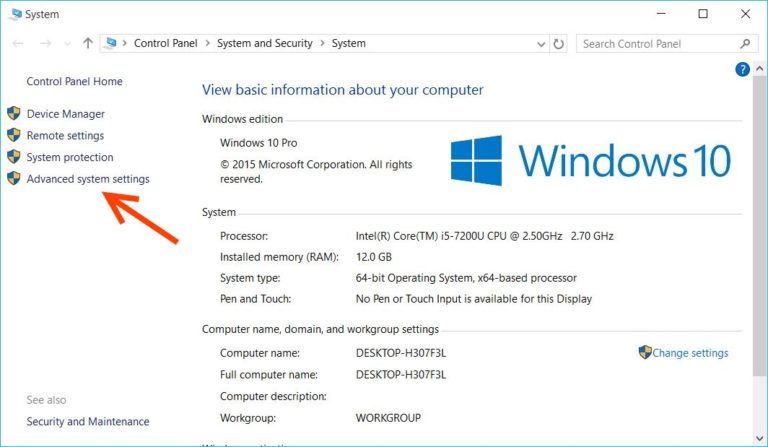 System
Control Panel > System and Security > System
Search Control Panel
Control Panel Home
Device Manager
Remote settings
System protection
Advanced system settings
See also
Security and Maintenance
?
View basic information about your computer
Windows edition
Windows 10 Pro
© 2015 Microsoft Corporation. All rights
reserved.
Windows 10
System
Processor: Intel(R) Core(TM) i5-7200U CPU @ 2.50GHz 2.70 GHz
Installed memory (RAM): 12.0 GB
System type: 64-bit Operating System, x64-based processor
Pen and Touch: No Pen or Touch Input is available for this Display
Computer name, domain, and workgroup settings
Computer name: DESKTOP-H307F3L
Change settings
Full computer name: DESKTOP-H307F3L
Computer description:
Workgroup: WORKGROUP